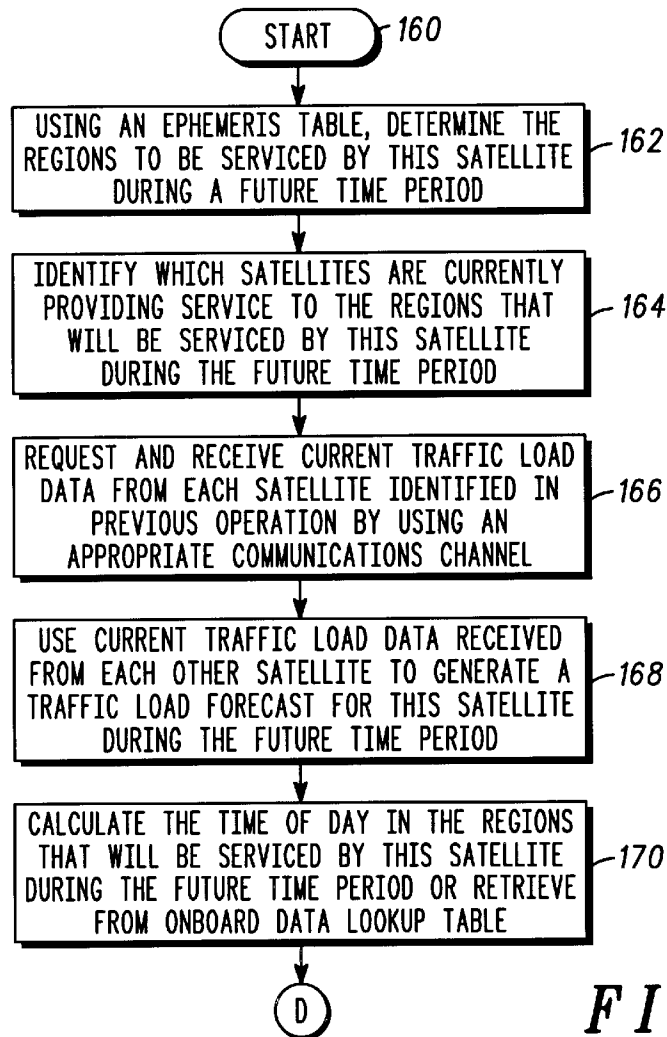 START
160
USING AN EPHEMERIS TABLE, DETERMINE THE
REGIONS TO BE SERVICED BY THIS SATELLITE
DURING A FUTURE TIME PERIOD
162
IDENTIFY WHICH SATELLITES ARE CURRENTLY
PROVIDING SERVICE TO THE REGIONS THAT
WILL BE SERVICED BY THIS SATELLITE
DURING THE FUTURE TIME PERIOD
164
REQUEST AND RECEIVE CURRENT TRAFFIC LOAD
DATA FROM EACH SATELLITE IDENTIFIED IN
PREVIOUS OPERATION BY USING AN
APPROPRIATE COMMUNICATIONS CHANNEL
166
USE CURRENT TRAFFIC LOAD DATA RECEIVED
FROM EACH OTHER SATELLITE TO GENERATE A
TRAFFIC LOAD FORECAST FOR THIS SATELLITE
DURING THE FUTURE TIME PERIOD
168
CALCULATE THE TIME OF DAY IN THE REGIONS
THAT WILL BE SERVICED BY THIS SATELLITE
DURING THE FUTURE TIME PERIOD OR RETRIEVE
FROM ONBOARD DATA LOOKUP TABLE
170
D
FI